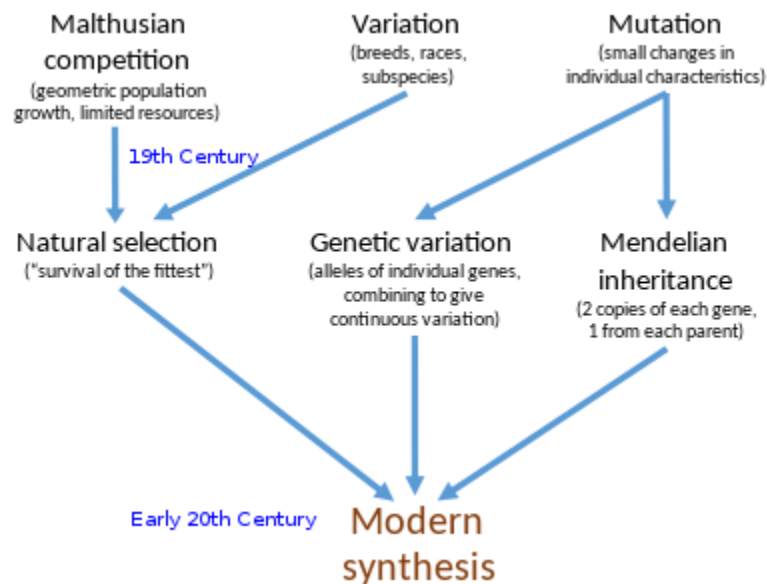 Malthusian
competition
(geometric population
growth, limited resources)
Variation
(breeds, races,
subspecies)
Mutation
(small changes in
individual characteristics)
19th Century
Natural selection
(“survival of the fittest”)
Genetic variation
(alleles of individual genes,
combining to give
continuous variation)
Mendelian
inheritance
(2 copies of each gene,
1 from each parent)
Early 20th Century
Modern
synthesis